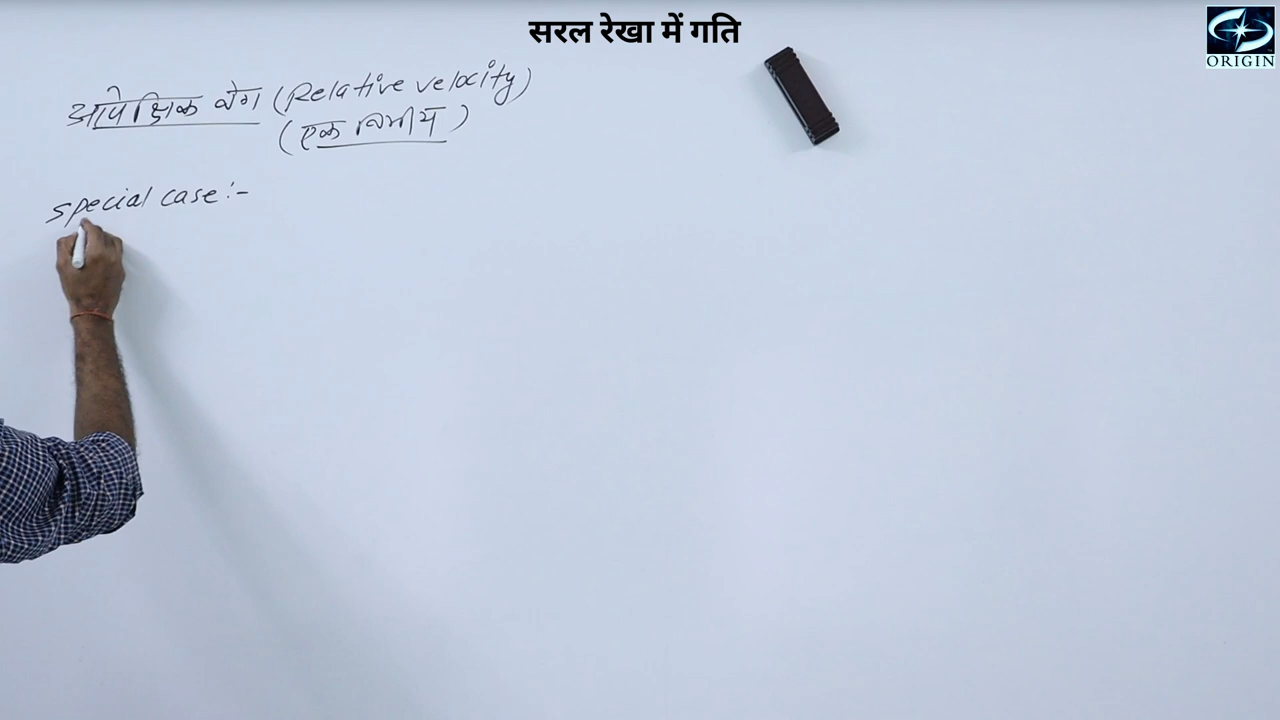 सरल रेखा में गति
ORIGIN
आपेक्षिक वेग (Relative velocity)
(एक विमीय)
special case:-